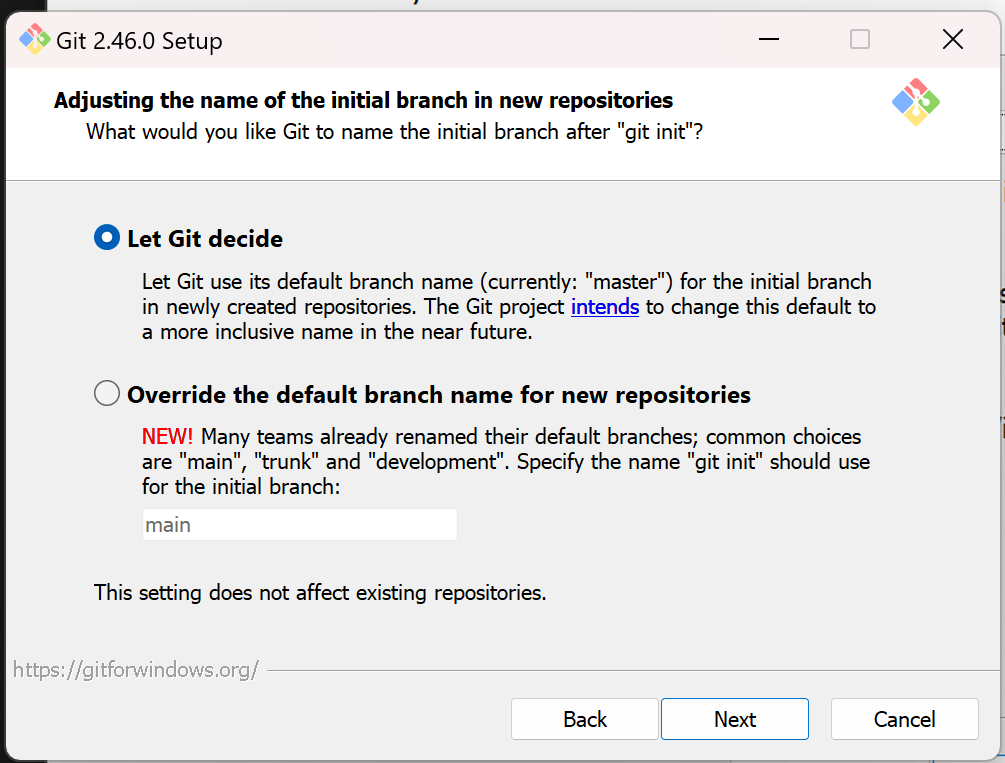 Git 2.46.0 Setup
Adjusting the name of the initial branch in new repositories
What would you like Git to name the initial branch after "git init"?
Let Git decide
Let Git use its default branch name (currently: "master") for the initial branch
in newly created repositories. The Git project intends to change this default to
a more inclusive name in the near future.
Override the default branch name for new repositories
NEW! Many teams already renamed their default branches; common choices
are "main", "trunk" and "development". Specify the name "git init" should use
for the initial branch:
main
This setting does not affect existing repositories.
https://gitforwindows.org/
Back
Next
Cancel